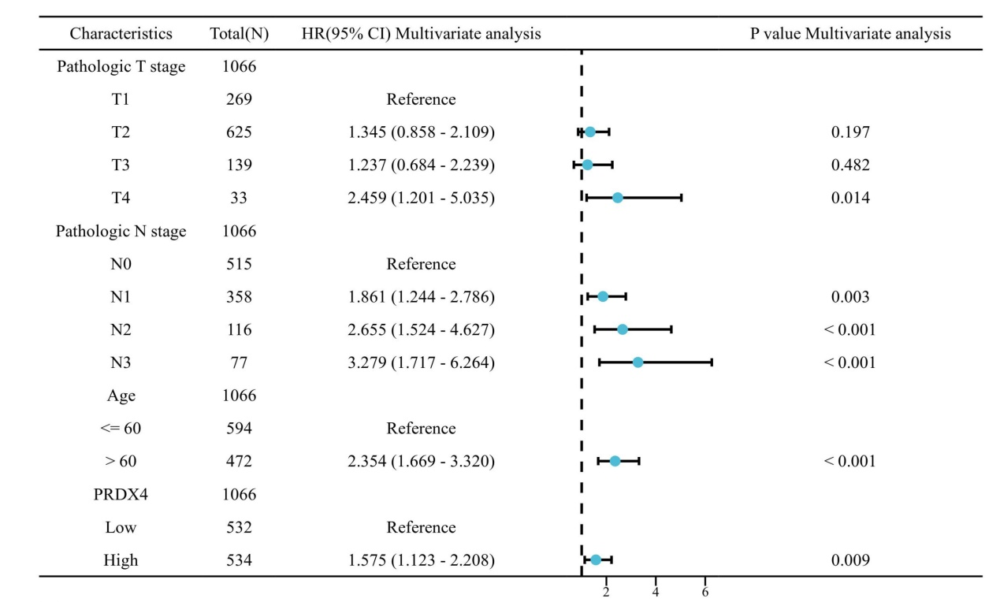 Characteristics Total(N) HR(95% CI) Multivariate analysis P value Multivariate analysis
Pathologic T stage 1066
T1 269 Reference
T2 625 1.345 (0.858 - 2.109) 0.197
T3 139 1.237 (0.684 - 2.239) 0.482
T4 33 2.459 (1.201 - 5.035) 0.014
Pathologic N stage 1066
N0 515 Reference
N1 358 1.861 (1.244 - 2.786) 0.003
N2 116 2.655 (1.524 - 4.627) < 0.001
N3 77 3.279 (1.717 - 6.264) < 0.001
Age 1066
<= 60 594 Reference
> 60 472 2.354 (1.669 - 3.320) < 0.001
PRDX4 1066
Low 532 Reference
High 534 1.575 (1.123 - 2.208) 0.009
2 4 6